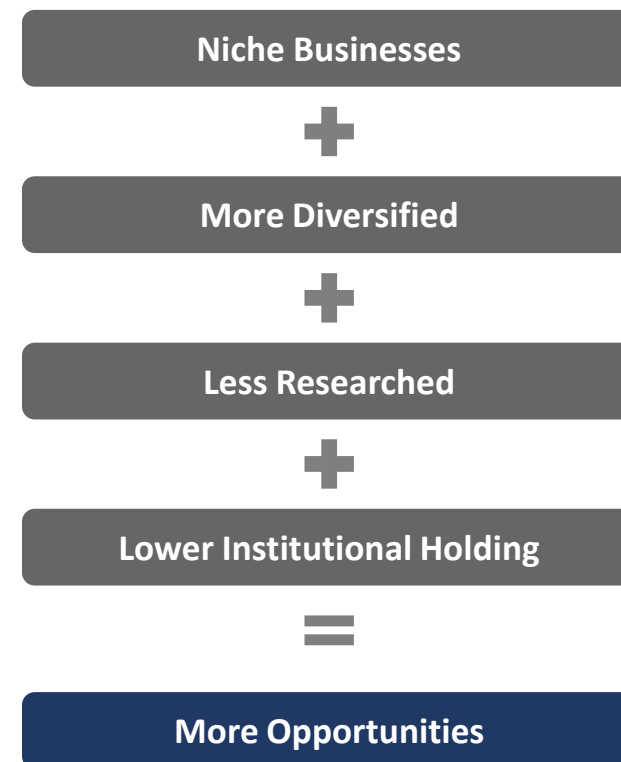 Niche Businesses
+
More Diversified
+
Less Researched
+
Lower Institutional Holding
=
More Opportunities